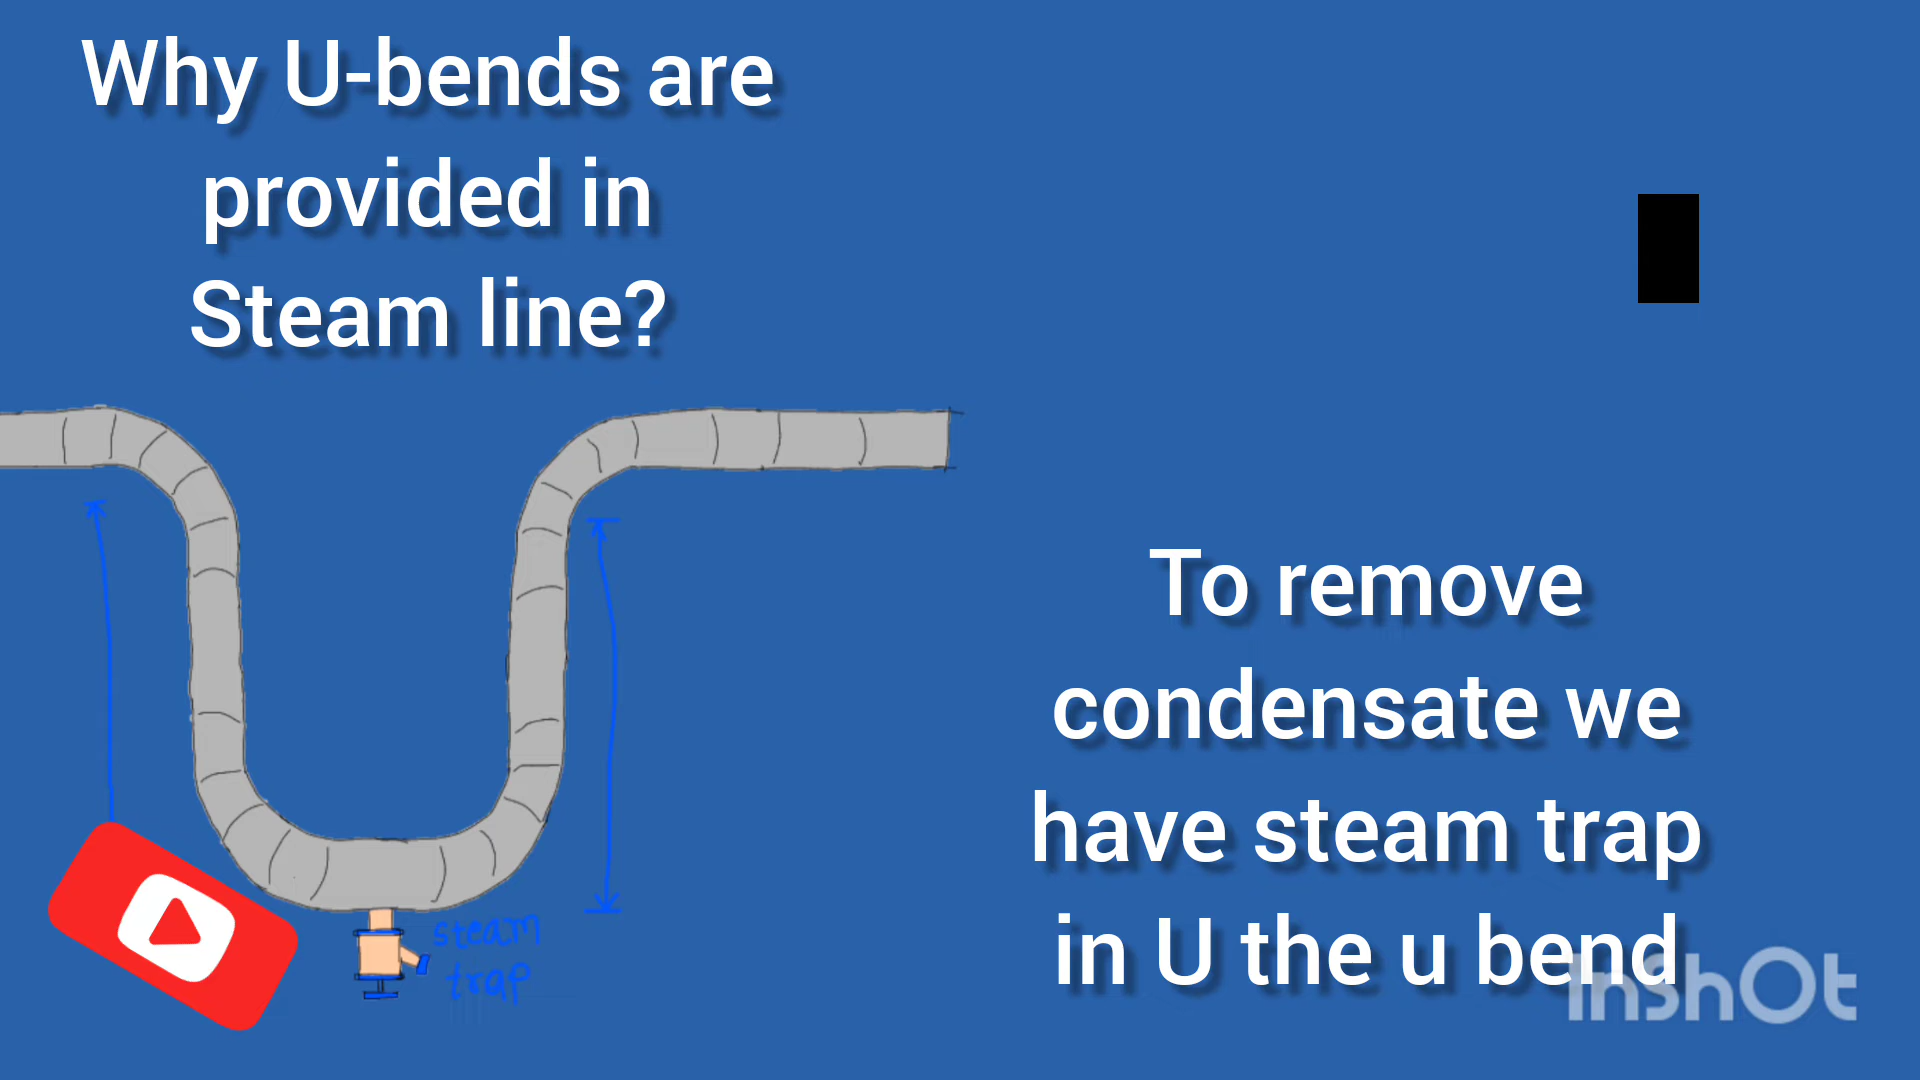 Why U-bends are
provided in
Steam line?
To remove
condensate we
have steam trap
in U the u bend
steam
trap
InShOt